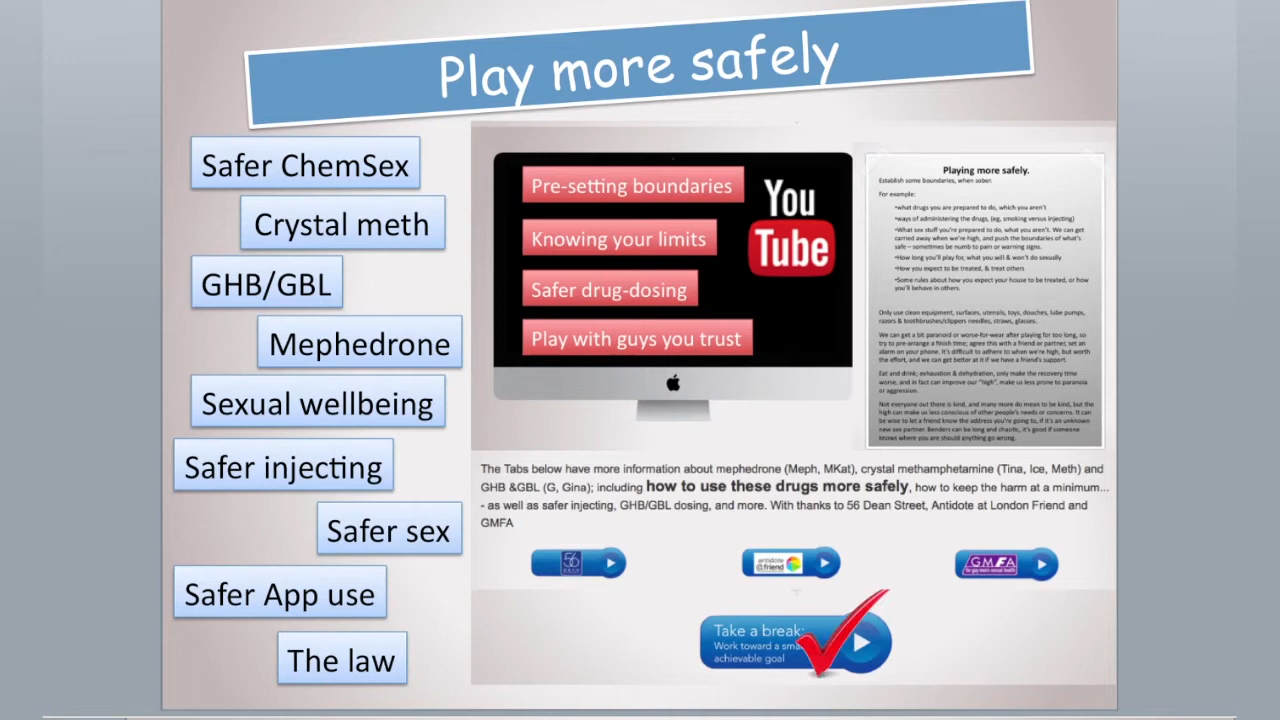 Play more safely
Safer ChemSex
Crystal meth
GHB/GBL
Mephedrone
Sexual wellbeing
Safer injecting
Safer sex
Safer App use
The law
Pre-setting boundaries
Knowing your limits
Safer drug-dosing
Play with guys you trust
You
Tube
Playing more safely.
Establish some boundaries, when sober.
For example:
•what drugs you are prepared to do, which you aren't
•ways of administering the drugs, (eg, smoking versus injecting)
•What sex stuff you're prepared to do, what you aren't. We can get
carried away when we're high, and push the boundaries of what's
safe – sometimes be numb to pain or warning signs.
•How long you'll play for, what you will & won't do sexually
•How you expect to be treated, & treat others
•Some rules about how you expect your house to be treated, or how
you'll behave in others.
Only use clean equipment, surfaces, utensils, toys, douches, lube pumps,
razors & toothbrushes/clippers needles, straws, glasses.
We can get a bit paranoid or worse-for-wear after playing for too long, so
try to pre-arrange a finish time; agree this with a friend or partner, set an
alarm on your phone. It's difficult to adhere to when we're high, but worth
the effort, and we can get better at it if we have a friend's support.
Eat and drink; exhaustion & dehydration, only make the recovery time
worse, and in fact can improve our "high", make us less prone to paranoia
or aggression.
Not everyone out there is kind, and many more do mean to be kind, but the
high can make us less conscious of other people's needs or concerns. It can
be wise to let a friend know the address you're going to, if it's an unknown
new sex partner. Benders can be long and chaotic, it's good if someone
knows where you are should anything go wrong.
The Tabs below have more information about mephedrone (Meph, MKat), crystal methamphetamine (Tina, Ice, Meth) and
GHB &GBL (G, Gina); including how to use these drugs more safely, how to keep the harm at a minimum...
- as well as safer injecting, GHB/GBL dosing, and more. With thanks to 56 Dean Street, Antidote at London Friend and
GMFA
56
antidote
@friend
GMFA
the gay men's sexual health
Take a break:
Work toward a
achievable goal